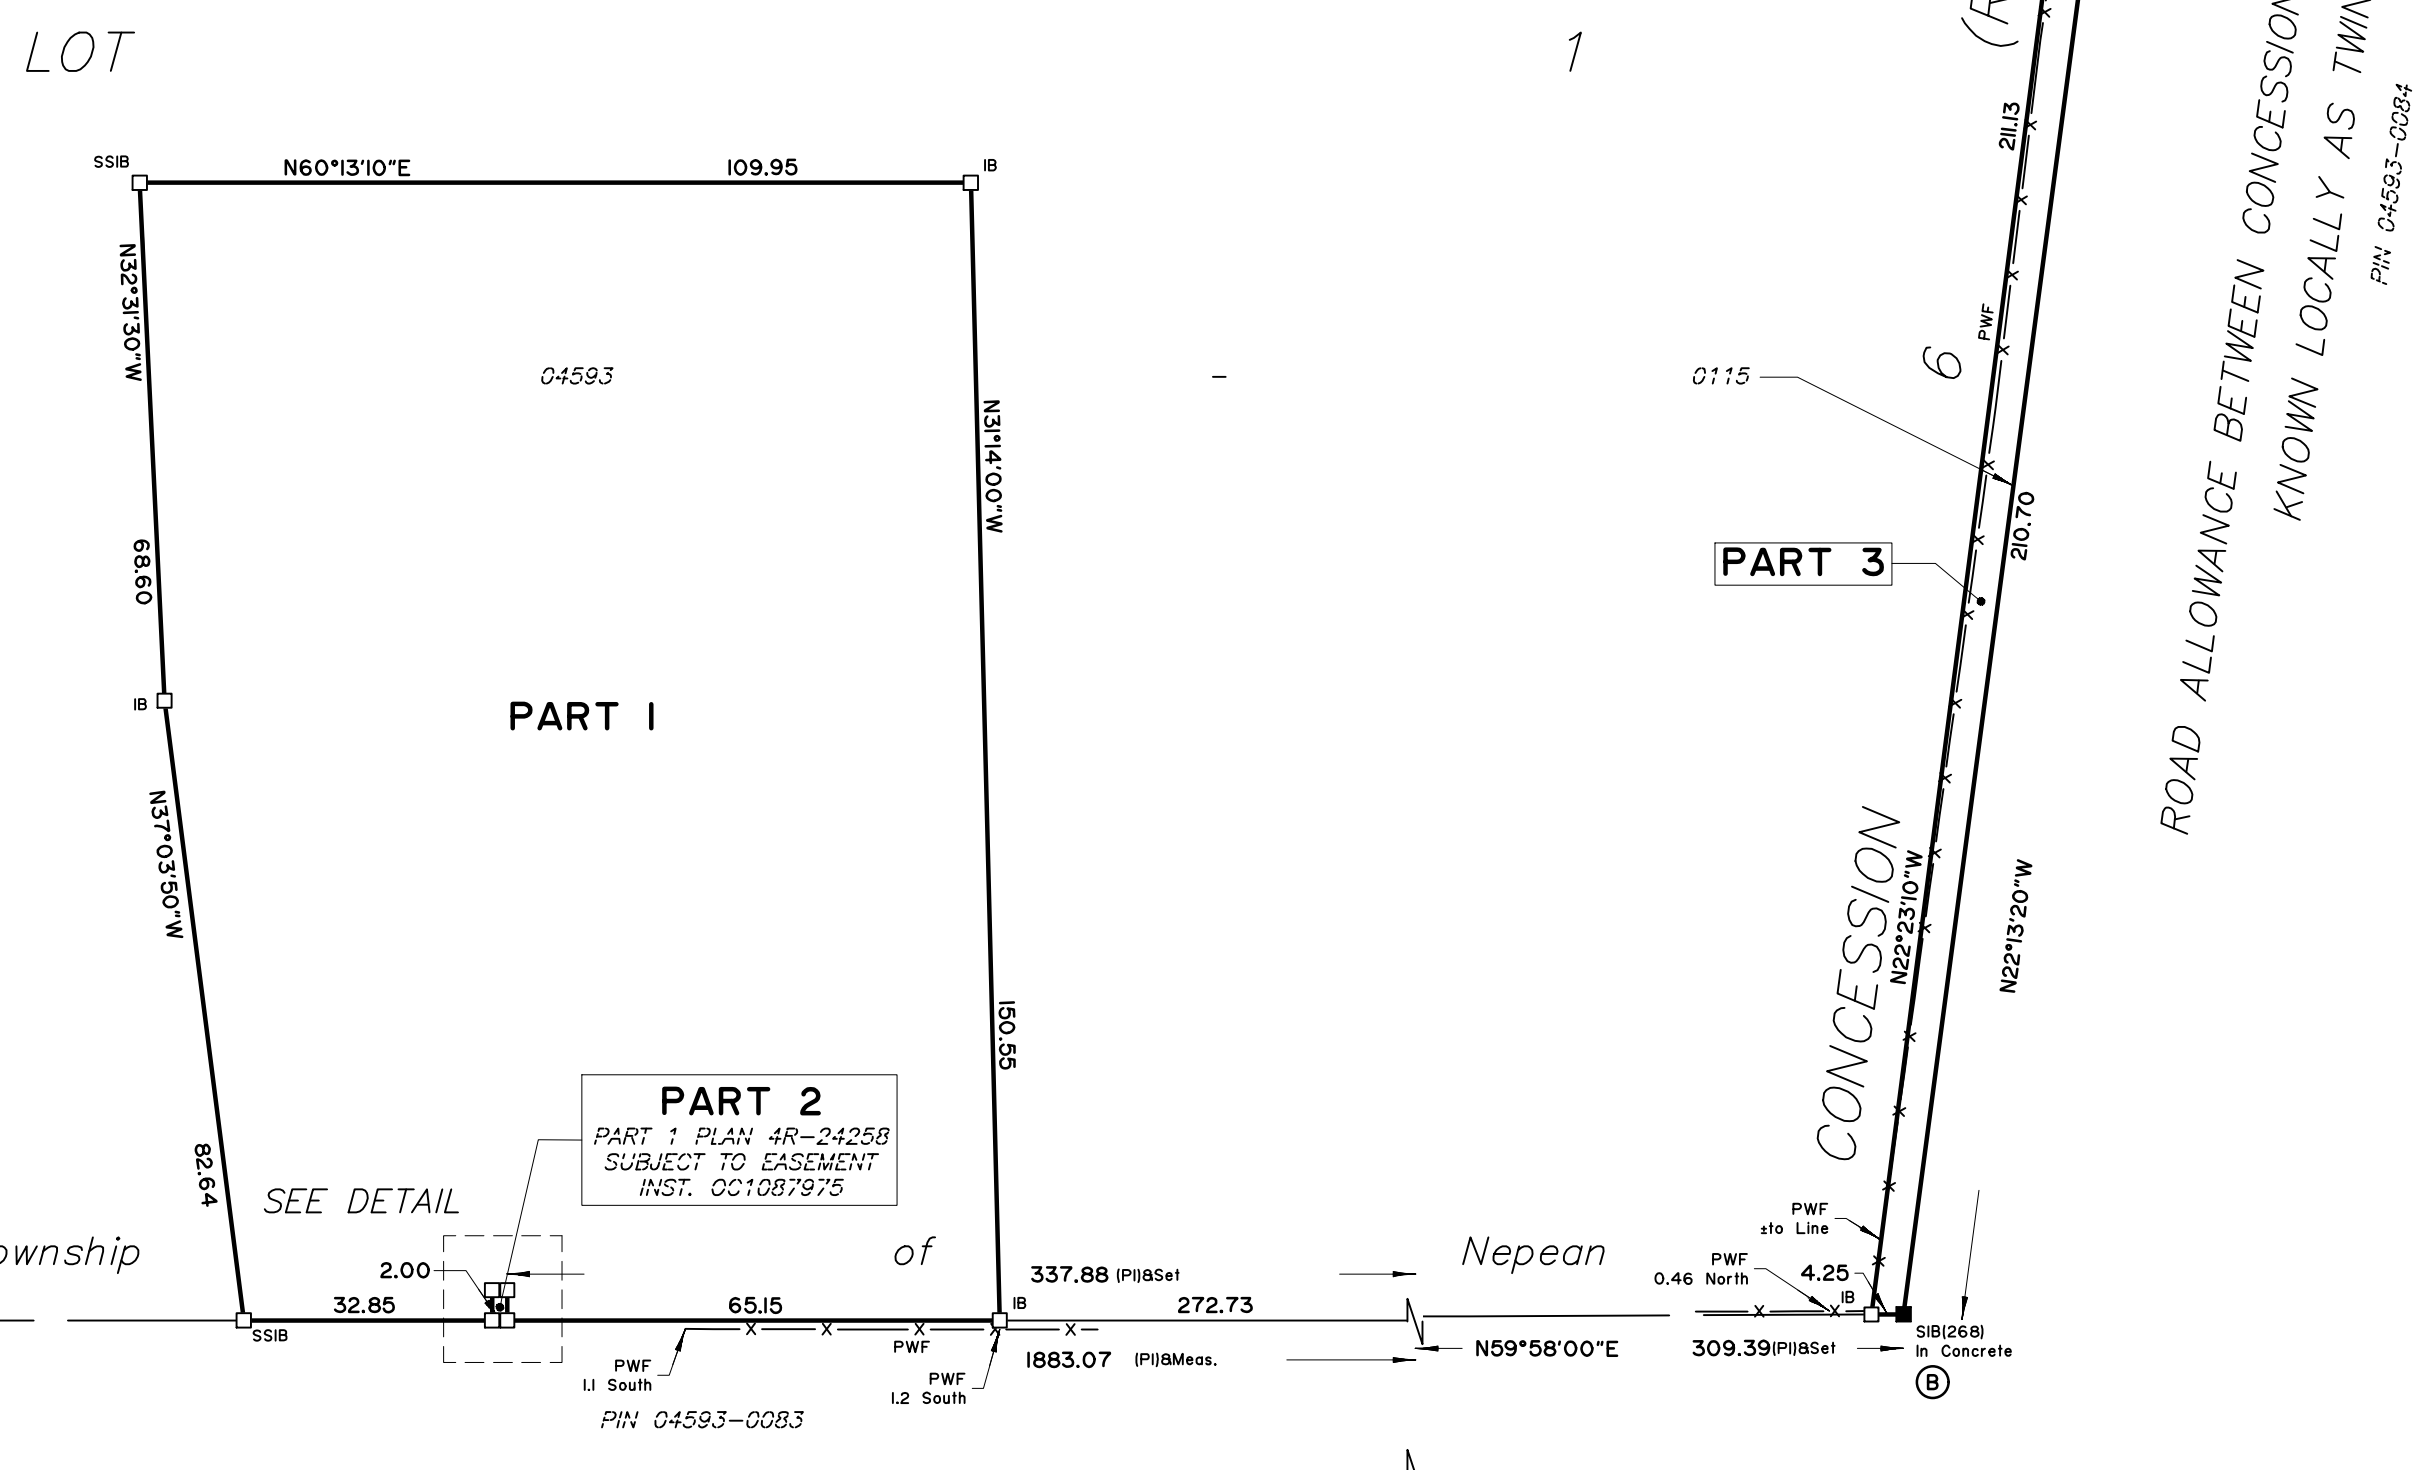 LOT
1
(R
SSIB
N60°13'10"E
109.95
IB
N32°31'30"W
68.60
04593
-
N31°14'00"W
150.55
IB
PART 1
N37°03'50"W
82.64
PART 2
PART 1 PLAN 4R-24258
SUBJECT TO EASEMENT
INST. OC1087975
SEE DETAIL
ownship
of
Nepean
2.00
32.85
65.15
SSIB
IB
337.88 (P1)&Set
272.73
1883.07 (P1)&Meas.
PWF
PWF
1.1 South
PWF
1.2 South
PIN 04593-0083
N59°58'00"E
309.39(P1)&Set
PWF
0.46 North
PWF
±to Line
4.25
IB
SIB(268)
In Concrete
B
0115
PART 3
CONCESSION
6
PWF
211.13
210.70
N22°23'10"W
N22°13'20"W
ROAD ALLOWANCE BETWEEN CONCESSION
KNOWN LOCALLY AS TWIN
PIN 04593-0084